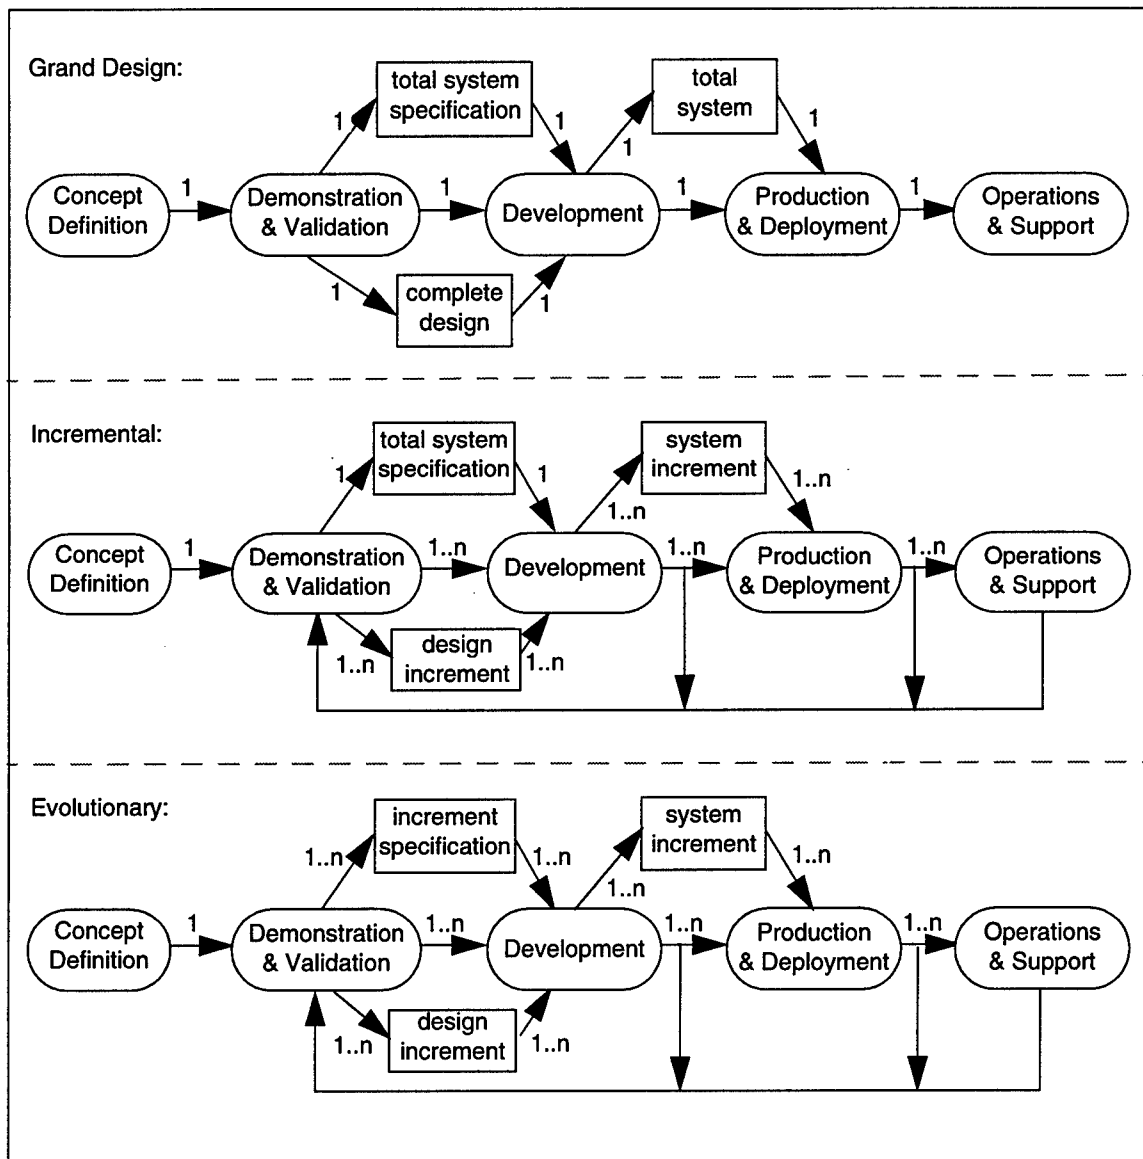 Grand Design:
total system
specification
total
system
1
1
1
1
Concept
Definition
1
Demonstration
& Validation
1
Development
1
Production
& Deployment
1
Operations
& Support
1
complete
design
1
Incremental:
total system
specification
system
increment
1
1
1..n
1..n
Concept
Definition
1
Demonstration
& Validation
1..n
Development
1..n
Production
& Deployment
1..n
Operations
& Support
1..n
design
increment
1..n
Evolutionary:
increment
specification
system
increment
1..n
1..n
1..n
1..n
Concept
Definition
1
Demonstration
& Validation
1..n
Development
1..n
Production
& Deployment
1..n
Operations
& Support
1..n
design
increment
1..n